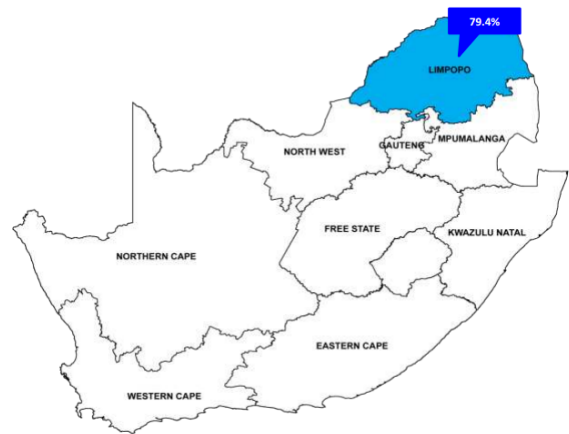 79.4%
LIMPOPO
MPUMALANGA
GAUTENG
NORTH WEST
FREE STATE
KWAZULU NATAL
NORTHERN CAPE
EASTERN CAPE
WESTERN CAPE